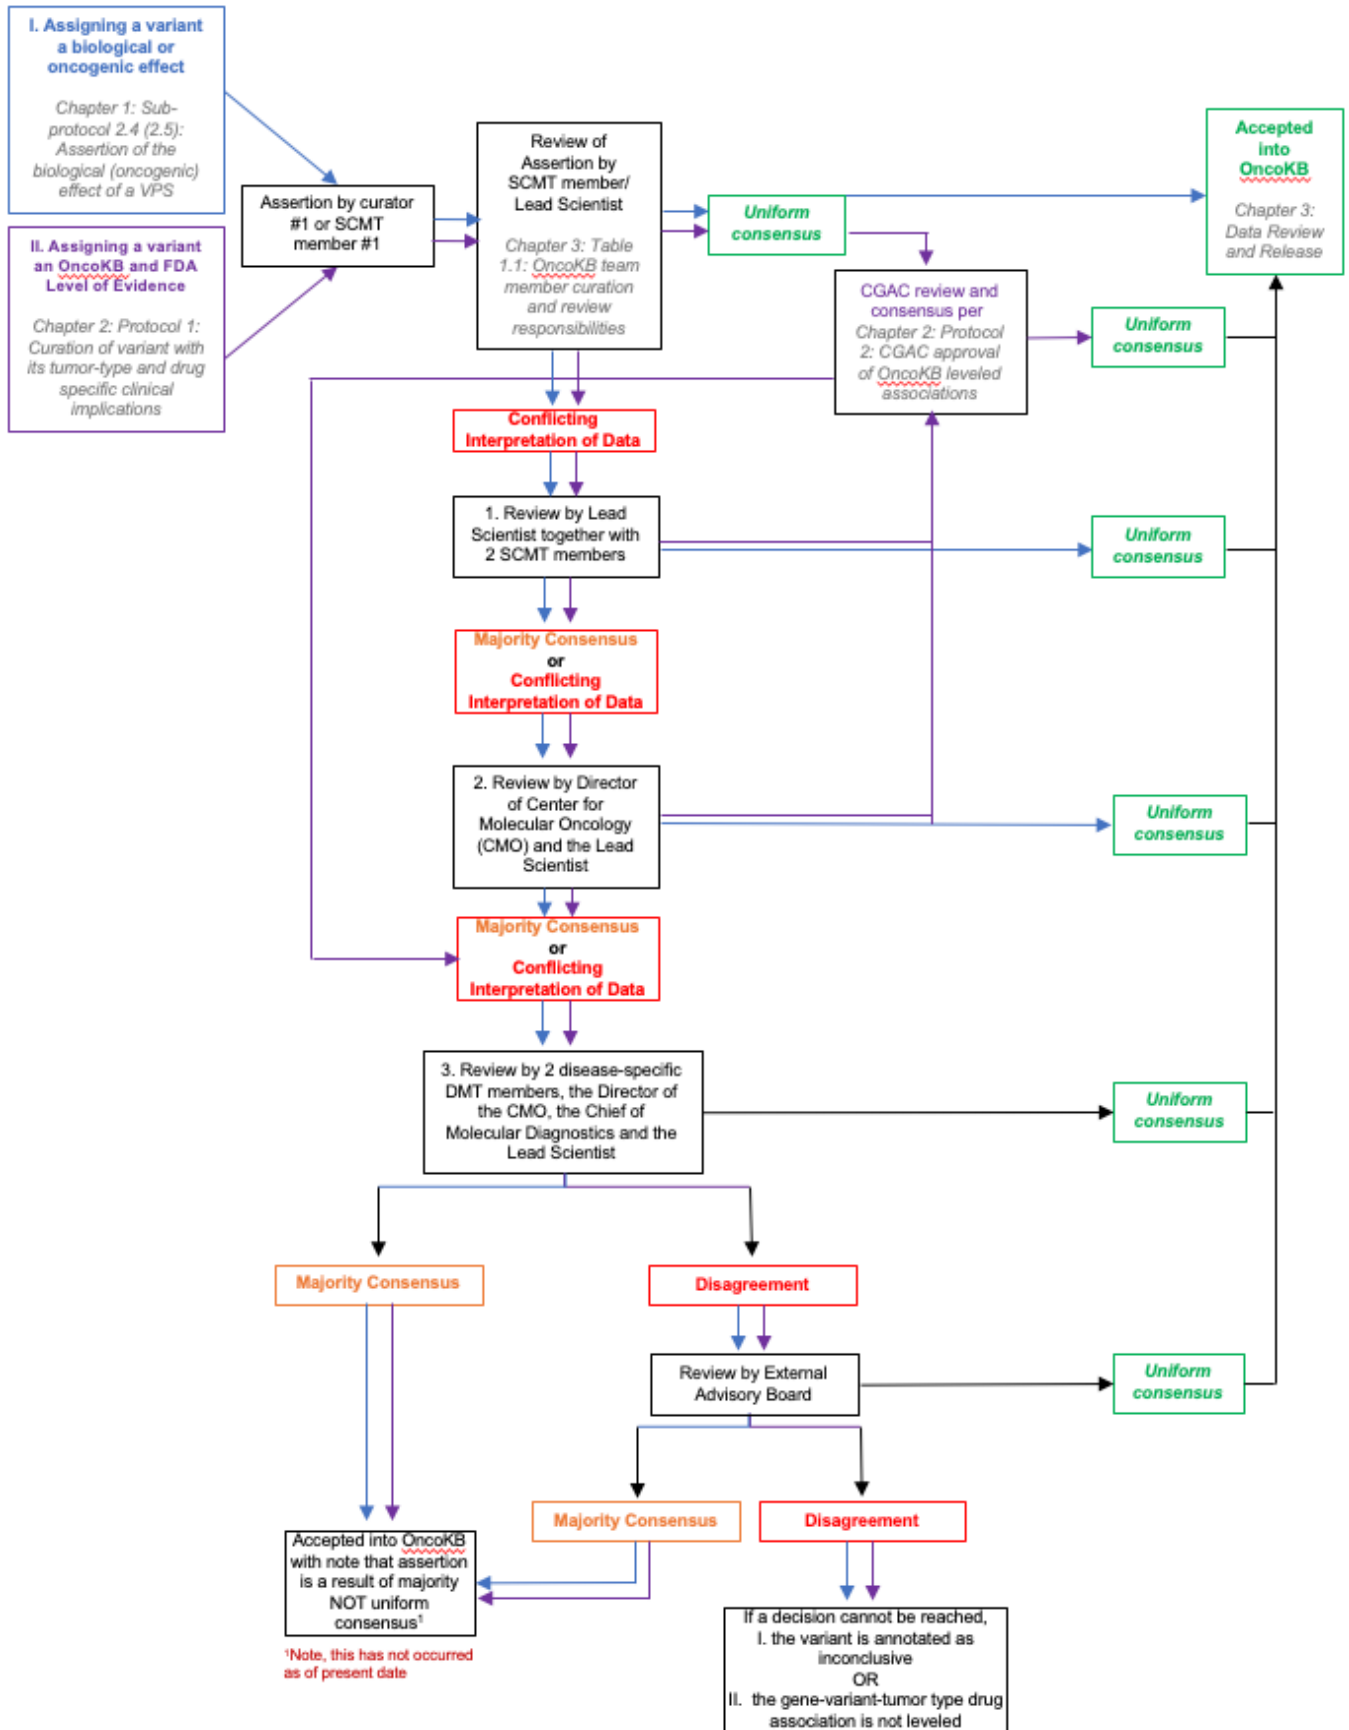 I. Assigning a variant
a biological or
oncogenic effect
Chapter 1: Sub-
protocol 2.4 (2.5):
Assertion of the
biological (oncogenic)
effect of a VPS
II. Assigning a variant
an OncoKB and FDA
Level of Evidence
Chapter 2: Protocol 1:
Curation of variant with
its tumor-type and drug
specific clinical
implications
Assertion by curator
#1 or SCMT
member #1
Review of
Assertion by
SCMT member/
Lead Scientist
Chapter 3: Table
1.1: OncoKB team
member curation
and review
responsibilities
Uniform
consensus
Accepted
into
OncoKB
Chapter 3:
Data Review
and Release
CGAC review and
consensus per
Chapter 2: Protocol
2: CGAC approval
of OncoKB leveled
associations
Uniform
consensus
Conflicting
Interpretation of Data
1. Review by Lead
Scientist together with
2 SCMT members
Uniform
consensus
Majority Consensus
or
Conflicting
Interpretation of Data
2. Review by Director
of Center for
Molecular Oncology
(CMO) and the Lead
Scientist
Uniform
consensus
Majority Consensus
or
Conflicting
Interpretation of Data
3. Review by 2 disease-specific
DMT members, the Director of
the CMO, the Chief of
Molecular Diagnostics and the
Lead Scientist
Uniform
consensus
Majority Consensus
Disagreement
Review by External
Advisory Board
Uniform
consensus
Majority Consensus
Disagreement
Accepted into OncoKB
with note that assertion
is a result of majority
NOT uniform
consensus¹
¹Note, this has not occurred
as of present date
If a decision cannot be reached,
I. the variant is annotated as
inconclusive
OR
II. the gene-variant-tumor type drug
association is not leveled